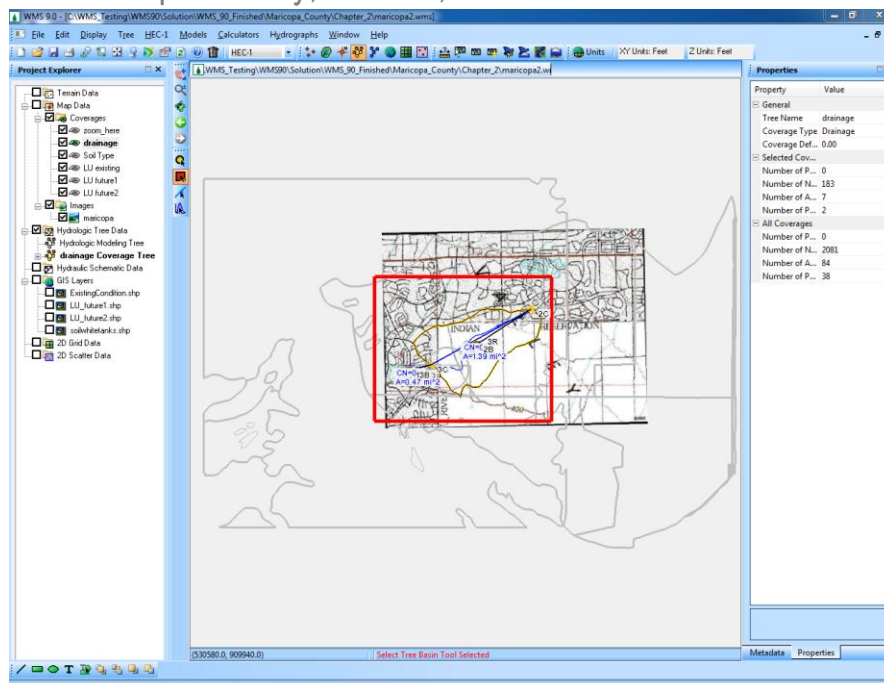 WMS 9.0 - [C:\WMS_Testing\WMS90\Solution\WMS_90_Finished\Maricopa_County\Chapter_2\maricopa2.wms]
File Edit Display Tree HEC-1 Models Calculators Hydrographs Window Help
HEC-1 Units XY Units: Feet Z Units: Feet
Project Explorer
WMS_Testing\WMS90\Solution\WMS_90_Finished\Maricopa_County\Chapter_2\maricopa2.w
Properties
Terrain Data
Map Data
Coverages
zoom_here
drainage
Soil Type
LU existing
LU future1
LU future2
Images
maricopa
Hydrologic Tree Data
Hydrologic Modeling Tree
drainage Coverage Tree
Hydraulic Schematic Data
GIS Layers
ExistingCondition.shp
LU_future1.shp
LU_future2.shp
soilwhitetanks.shp
2D Grid Data
2D Scatter Data
2C
INDIAN RESERVATION
3R
2B
A=1.39 mi^2
3C
A=0.47 mi^2
Property Value
General
Tree Name drainage
Coverage Type Drainage
Coverage Def... 0.00
Selected Cov...
Number of P... 0
Number of N... 183
Number of A... 7
Number of P... 2
All Coverages
Number of P... 0
Number of N... 2081
Number of A... 84
Number of P... 38
(530580.0, 909940.0) Select Tree Basin Tool Selected
Metadata Properties
T